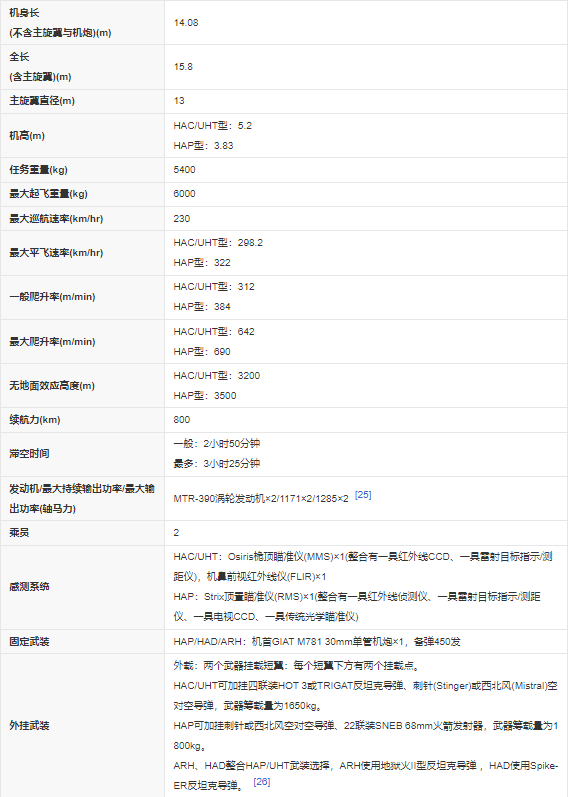 机身长
(不含主旋翼与机炮)(m)
14.08
全长
(含主旋翼)(m)
15.8
主旋翼直径(m)
13
机高(m)
HAC/UHT型：5.2
HAP型：3.83
任务重量(kg)
5400
最大起飞重量(kg)
6000
最大巡航速率(km/hr)
230
最大平飞速率(km/hr)
HAC/UHT型：298.2
HAP型：322
一般爬升率(m/min)
HAC/UHT型：312
HAP型：384
最大爬升率(m/min)
HAC/UHT型：642
HAP型：690
无地面效应高度(m)
HAC/UHT型：3200
HAP型：3500
续航力(km)
800
滞空时间
一般：2小时50分钟
最多：3小时25分钟
发动机/最大持续输出功率/最大输
出功率(轴马力)
MTR-390涡轮发动机×2/1171×2/1285×2 [25]
乘员
2
感测系统
HAC/UHT：Osiris桅顶瞄准仪(MMS)×1(整合有一具红外线CCD、一具雷射目标指示/测
距仪)，机鼻前视红外线仪(FLIR)×1
HAP：Strix顶置瞄准仪(RMS)×1(整合有一具红外线侦测仪、一具雷射目标指示/测距
仪、一具电视CCD、一具传统光学瞄准仪)
固定武装
HAP/HAD/ARH：机首GIAT M781 30mm单管机炮×1，备弹450发
外挂武装
外载：两个武器挂载短翼：每个短翼下方有两个挂载点。
HAC/UHT可加挂四联装HOT 3或TRIGAT反坦克导弹、刺针(Stinger)或西北风(Mistral)空
对空导弹，武器筹载量为1650kg。
HAP可加挂刺针或西北风空对空导弹、22联装SNEB 68mm火箭发射器，武器筹载量为1
800kg。
ARH、HAD整合HAP/UHT武装选择，ARH使用地狱火II型反坦克导弹 ，HAD使用Spike-
ER反坦克导弹。 [26]